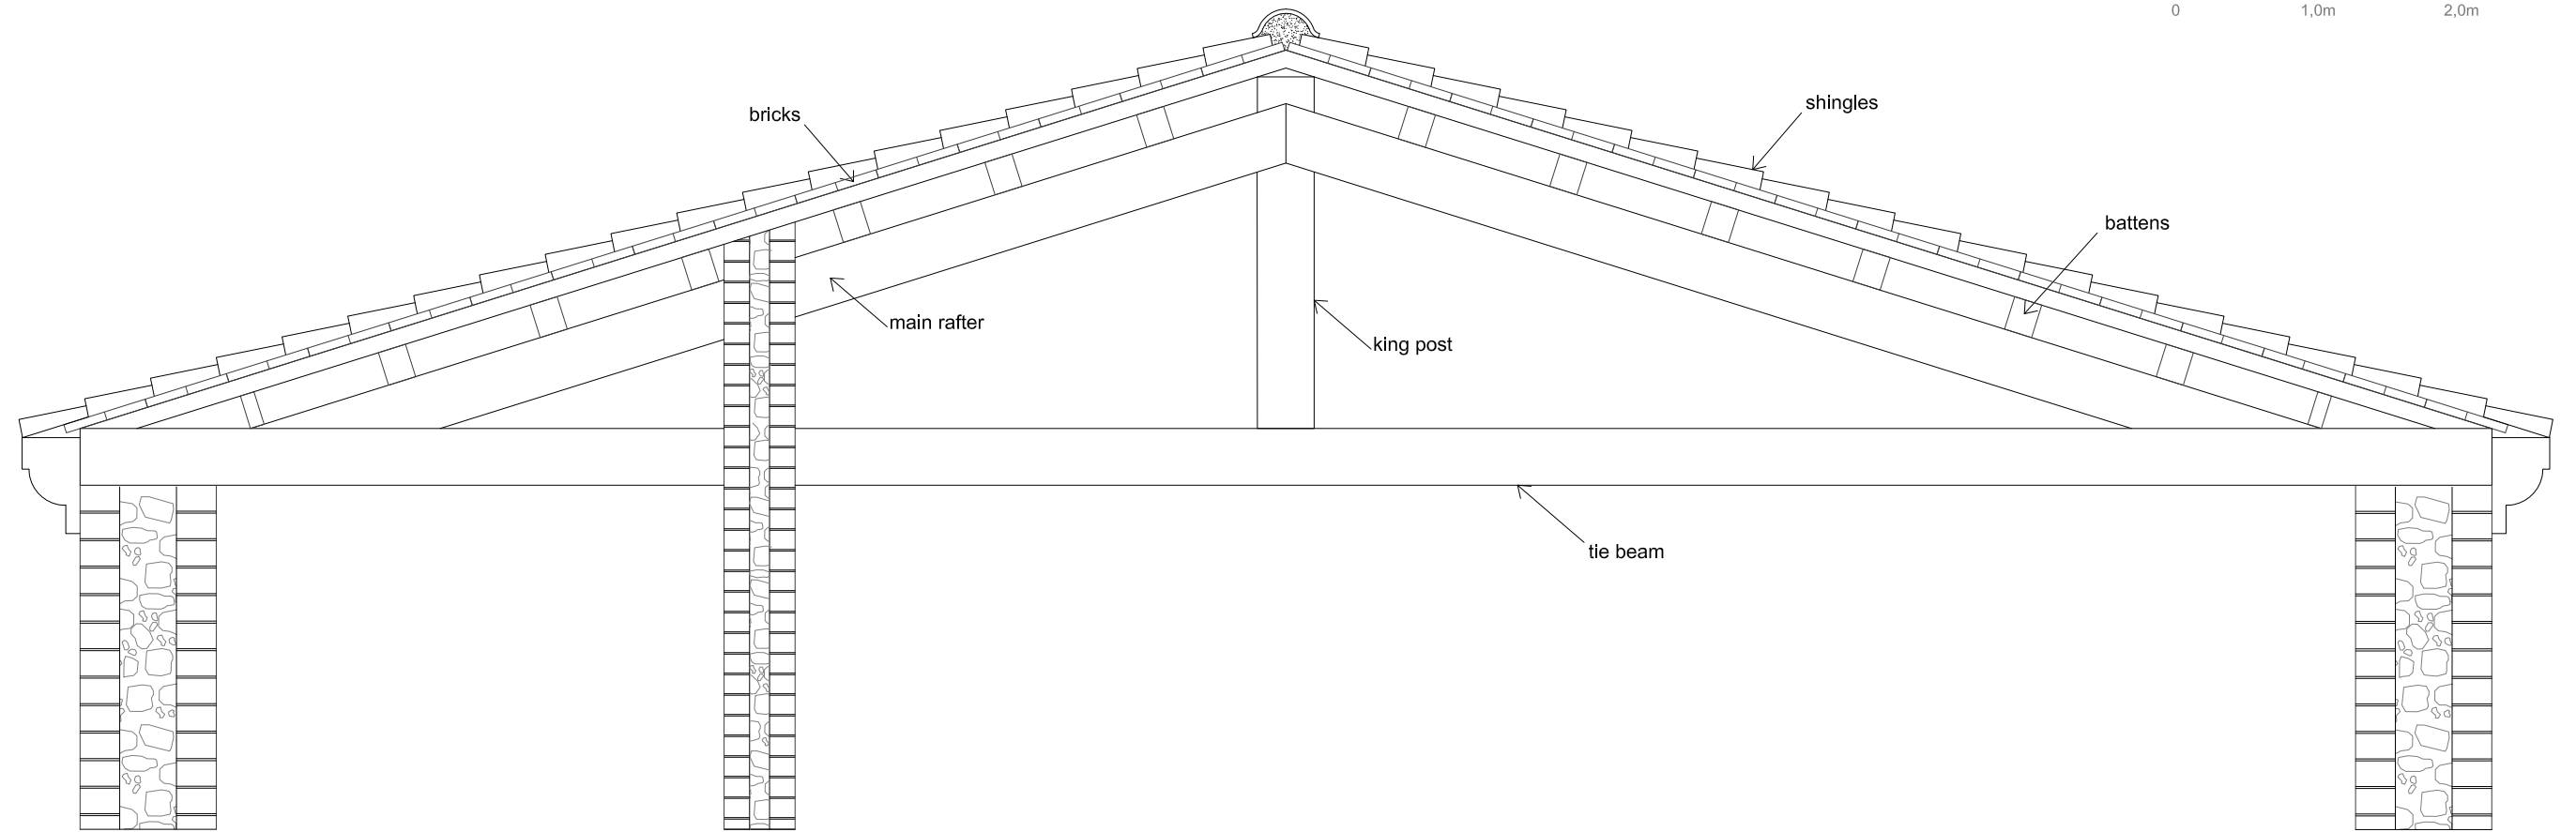 0 1,0m 2,0m
shingles
bricks
battens
main rafter
king post
tie beam